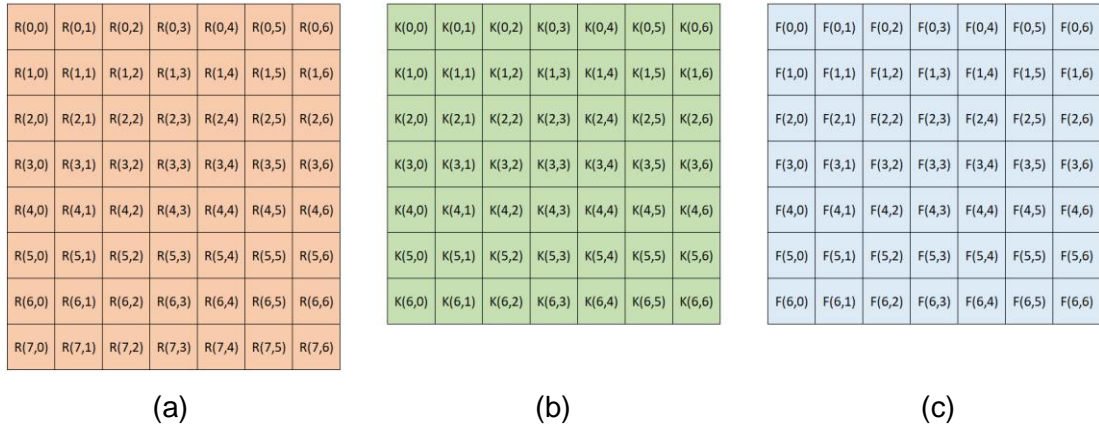 R(0,0) R(0,1) R(0,2) R(0,3) R(0,4) R(0,5) R(0,6) K(0,0) K(0,1) K(0,2) K(0,3) K(0,4) K(0,5) K(0,6) F(0,0) F(0,1) F(0,2) F(0,3) F(0,4) F(0,5) F(0,6)
R(1,0) R(1,1) R(1,2) R(1,3) R(1,4) R(1,5) R(1,6) K(1,0) K(1,1) K(1,2) K(1,3) K(1,4) K(1,5) K(1,6) F(1,0) F(1,1) F(1,2) F(1,3) F(1,4) F(1,5) F(1,6)
R(2,0) R(2,1) R(2,2) R(2,3) R(2,4) R(2,5) R(2,6) K(2,0) K(2,1) K(2,2) K(2,3) K(2,4) K(2,5) K(2,6) F(2,0) F(2,1) F(2,2) F(2,3) F(2,4) F(2,5) F(2,6)
R(3,0) R(3,1) R(3,2) R(3,3) R(3,4) R(3,5) R(3,6) K(3,0) K(3,1) K(3,2) K(3,3) K(3,4) K(3,5) K(3,6) F(3,0) F(3,1) F(3,2) F(3,3) F(3,4) F(3,5) F(3,6)
R(4,0) R(4,1) R(4,2) R(4,3) R(4,4) R(4,5) R(4,6) K(4,0) K(4,1) K(4,2) K(4,3) K(4,4) K(4,5) K(4,6) F(4,0) F(4,1) F(4,2) F(4,3) F(4,4) F(4,5) F(4,6)
R(5,0) R(5,1) R(5,2) R(5,3) R(5,4) R(5,5) R(5,6) K(5,0) K(5,1) K(5,2) K(5,3) K(5,4) K(5,5) K(5,6) F(5,0) F(5,1) F(5,2) F(5,3) F(5,4) F(5,5) F(5,6)
R(6,0) R(6,1) R(6,2) R(6,3) R(6,4) R(6,5) R(6,6) K(6,0) K(6,1) K(6,2) K(6,3) K(6,4) K(6,5) K(6,6) F(6,0) F(6,1) F(6,2) F(6,3) F(6,4) F(6,5) F(6,6)
R(7,0) R(7,1) R(7,2) R(7,3) R(7,4) R(7,5) R(7,6)
(a) (b) (c)